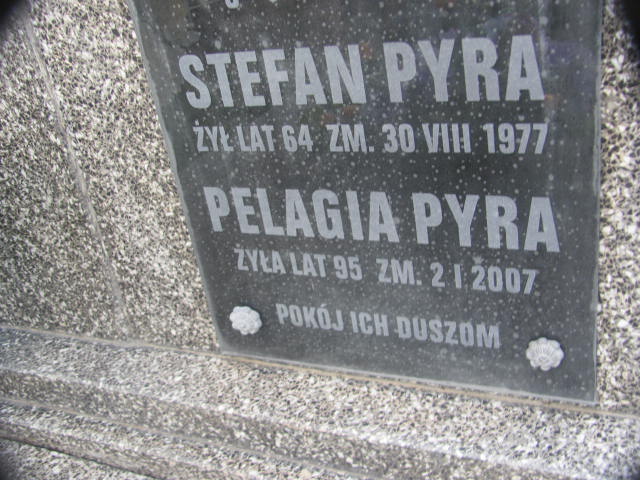 STEFAN PYRA
ŻYŁ LAT 64 ZM. 30 VIII 1977
PELAGIA PYRA
ŻYŁA LAT 95 ZM. 2 I 2007
POKÓJ ICH DUSZOM